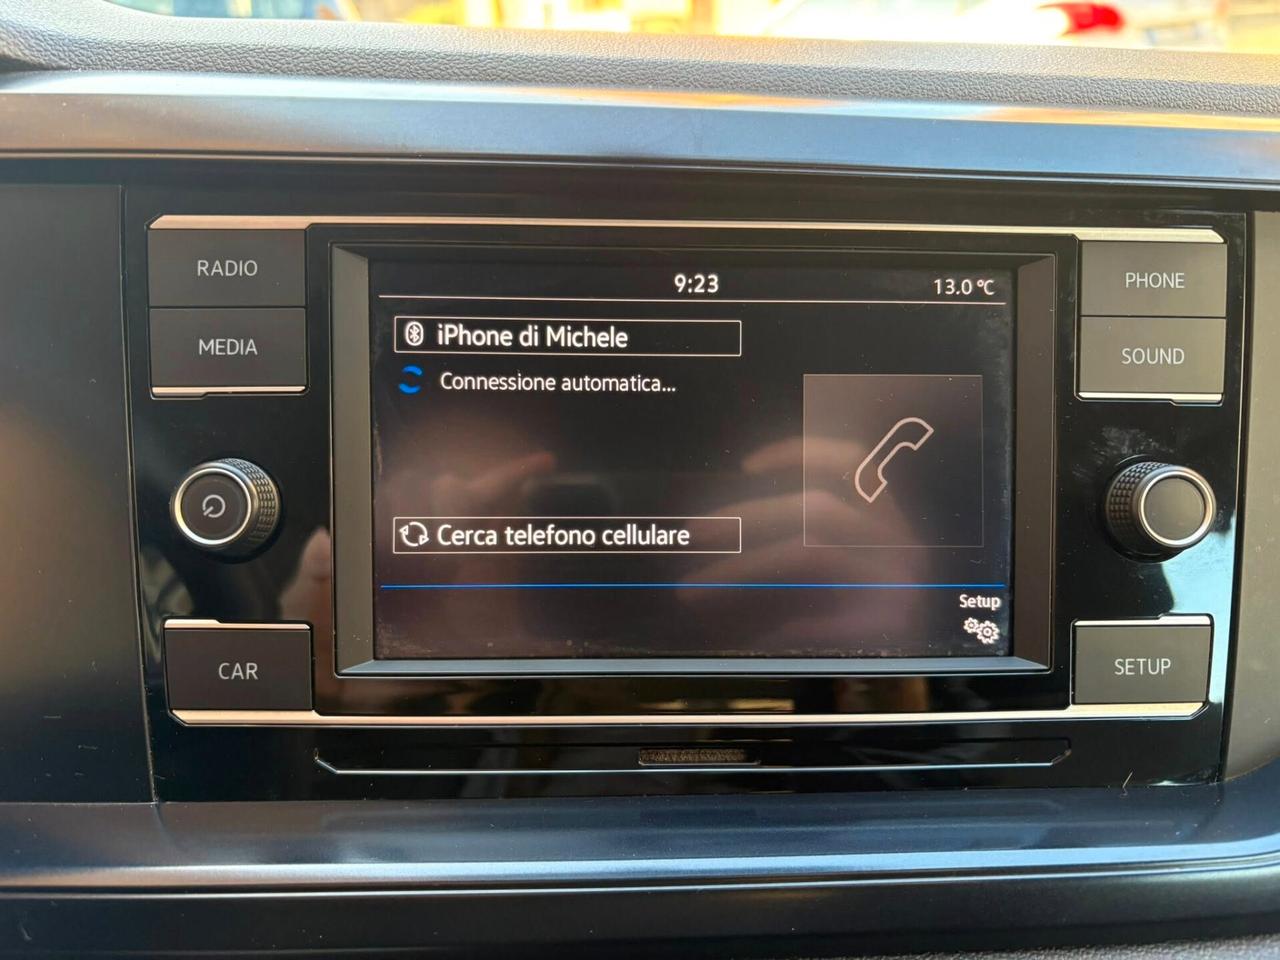 9:23
13.0 °C
RADIO
MEDIA
CAR
iPhone di Michele
Connessione automatica...
Cerca telefono cellulare
Setup
PHONE
SOUND
SETUP